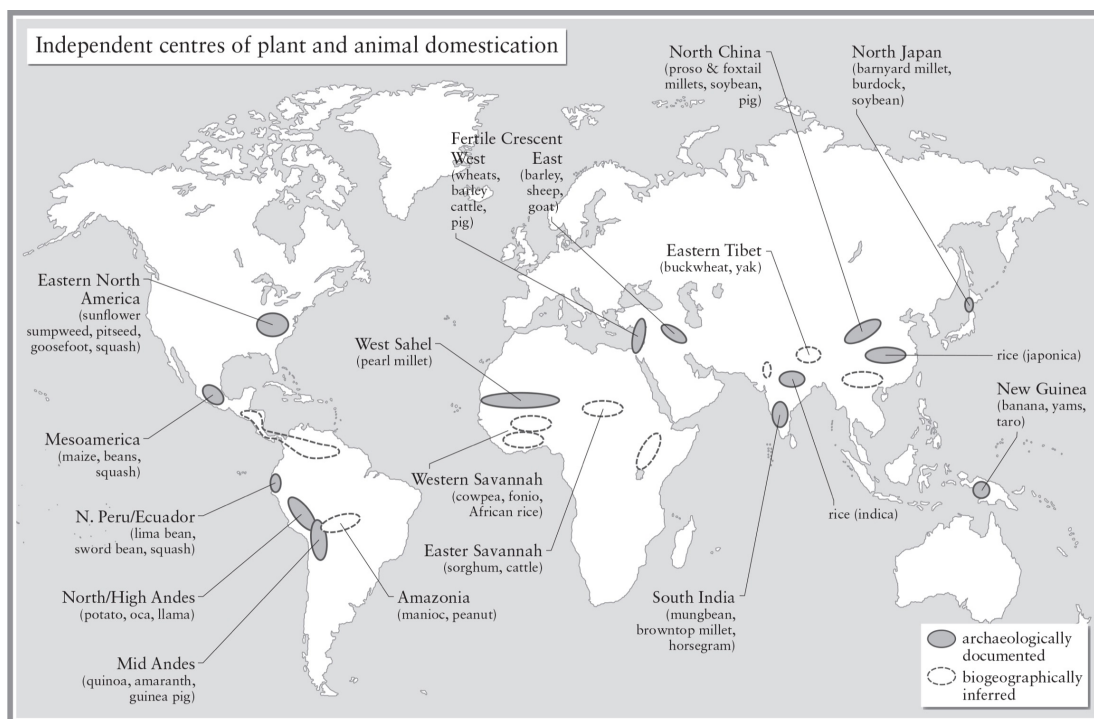 Independent centres of plant and animal domestication
North China
(proso & foxtail
millets, soybean,
pig)
North Japan
(barnyard millet,
burdock,
soybean)
Fertile Crescent
West
(wheats,
barley
cattle,
pig)
East
(barley,
sheep,
goat)
Eastern Tibet
(buckwheat, yak)
Eastern North
America
(sunflower
sumpweed, pitseed,
goosefoot, squash)
West Sahel
(pearl millet)
rice (japonica)
New Guinea
(banana, yams,
taro)
Mesoamerica
(maize, beans,
squash)
Western Savannah
(cowpea, fonio,
African rice)
N. Peru/Ecuador
(lima bean,
sword bean, squash)
rice (indica)
Easter Savannah
(sorghum, cattle)
North/High Andes
(potato, oca, llama)
Amazonia
(manioc, peanut)
South India
(mungbean,
browntop millet,
horsegram)
Mid Andes
(quinoa, amaranth,
guinea pig)
archaeologically
documented
biogeographically
inferred